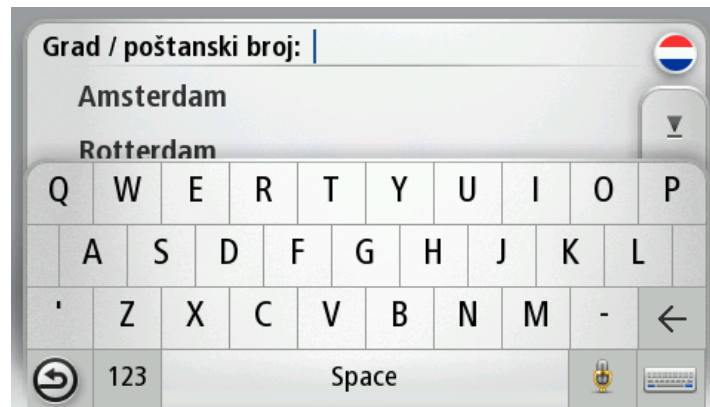 Grad / poštanski broj:
Amsterdam
Rotterdam
Q W E R T Y U I O P
A S D F G H J K L
' Z X C V B N M -
123 Space